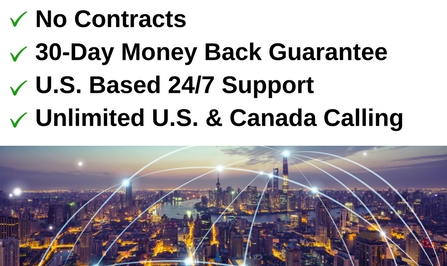 No Contracts
30-Day Money Back Guarantee
U.S. Based 24/7 Support
Unlimited U.S. & Canada Calling